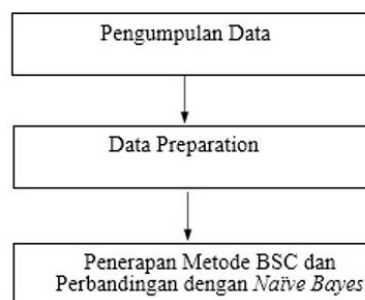 Pengumpulan Data
Data Preparation
Penerapan Metode BSC dan
Perbandingan dengan Naïve Bayes